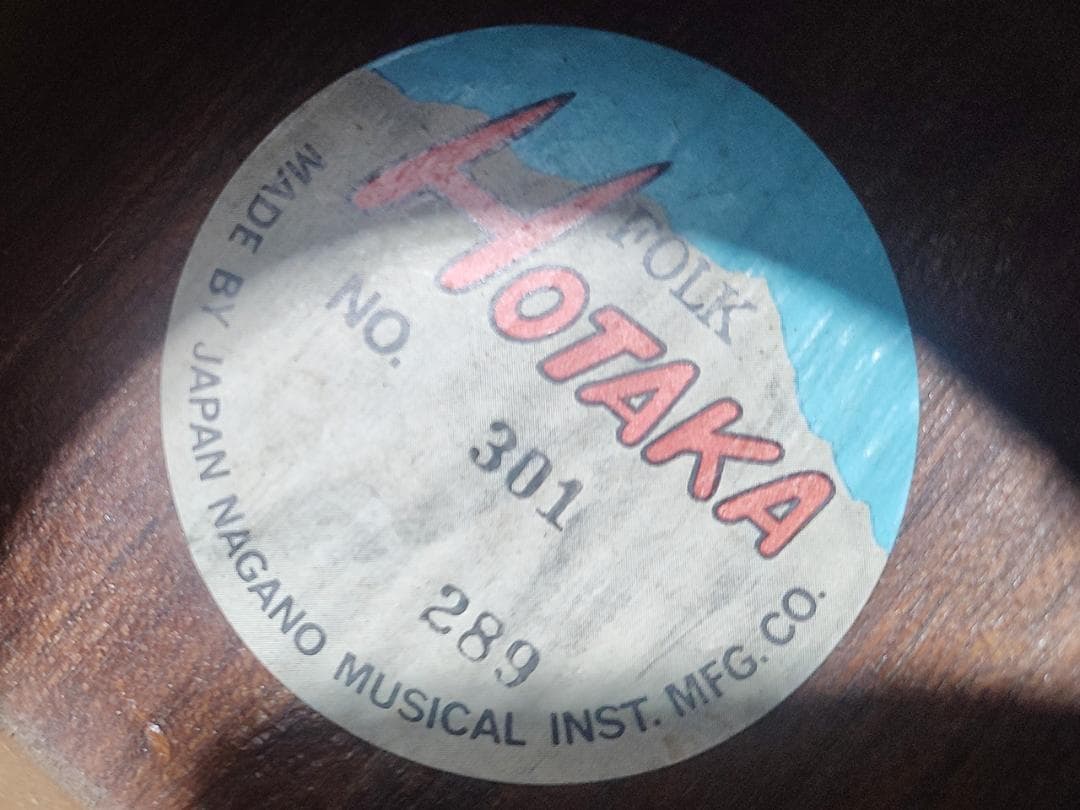 FOLK
HOTAKA
NO.
301
289
MADE BY JAPAN NAGANO MUSICAL INST. MFG. CO.